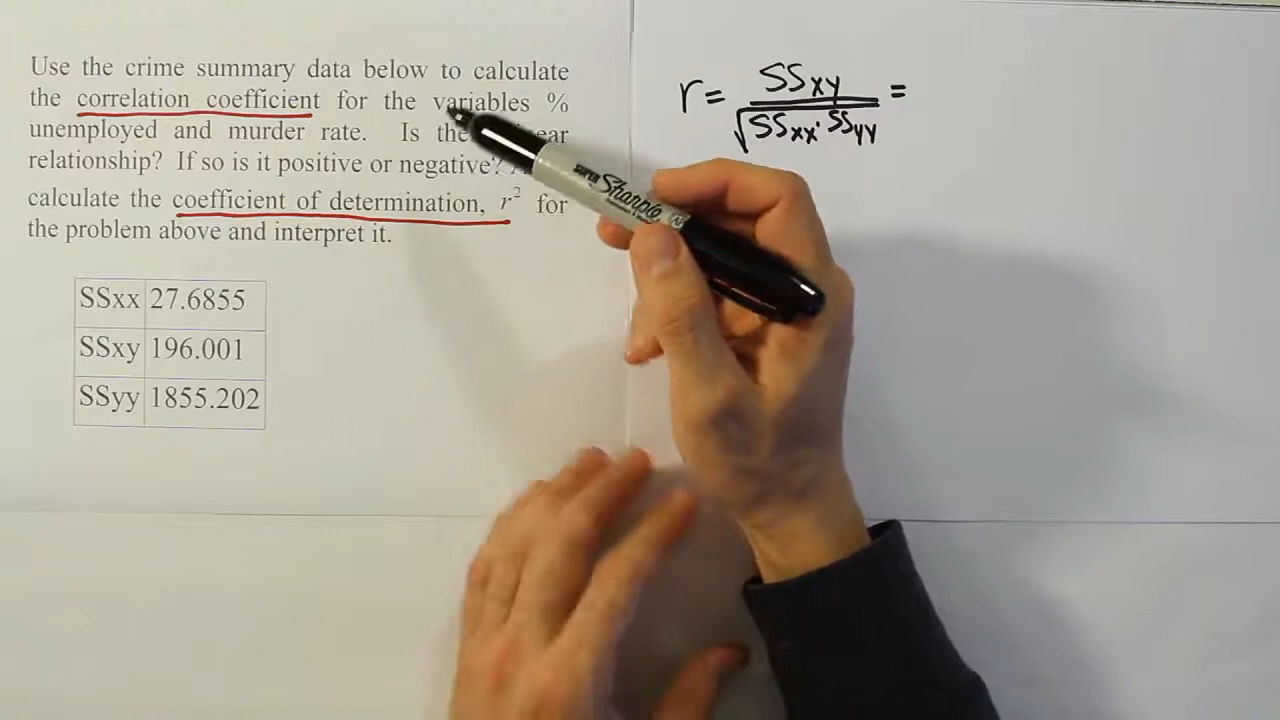 Use the crime summary data below to calculate
the correlation coefficient for the variables %
unemployed and murder rate. Is the
relationship? If so is it positive or negative?
calculate the coefficient of determination, r² for
the problem above and interpret it.
SSxx 27.6855
SSxy 196.001
SSyy 1855.202
r = SSxy =
√SSxx · SSyy
SUPER Sharpie